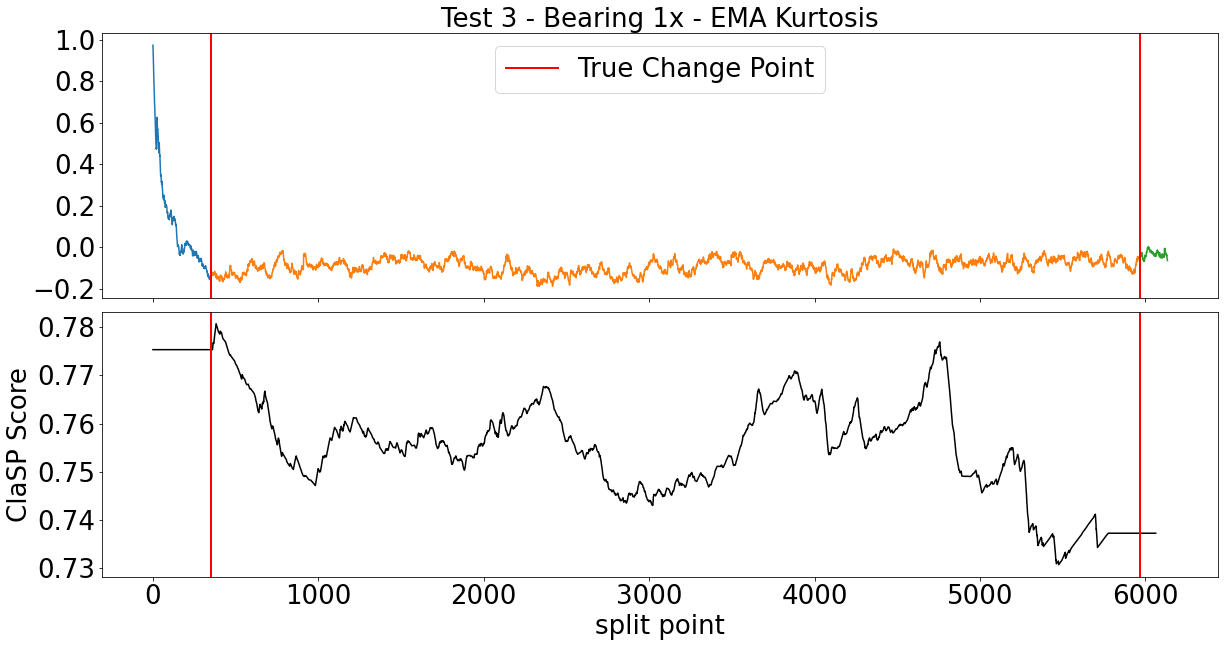 Test 3 - Bearing 1x - EMA Kurtosis
1.0
0.8
0.6
0.4
0.2
0.0
−0.2
True Change Point
0.78
0.77
0.76
0.75
0.74
0.73
ClaSP Score
0 1000 2000 3000 4000 5000 6000
split point